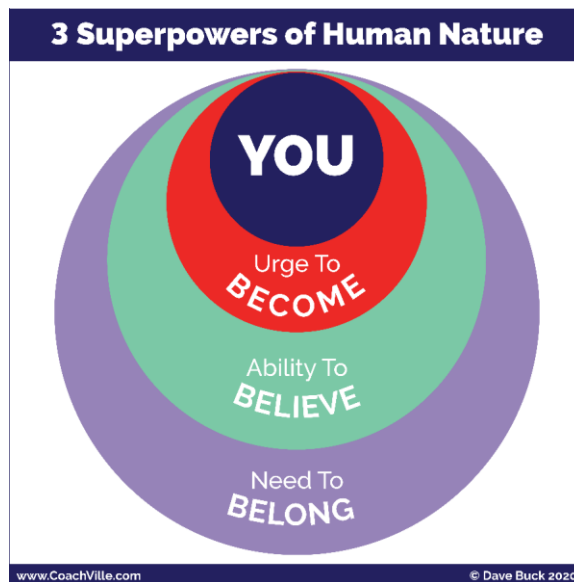 3 Superpowers of Human Nature
YOU
Urge To
BECOME
Ability To
BELIEVE
Need To
BELONG
www.CoachVille.com
© Dave Buck 2020